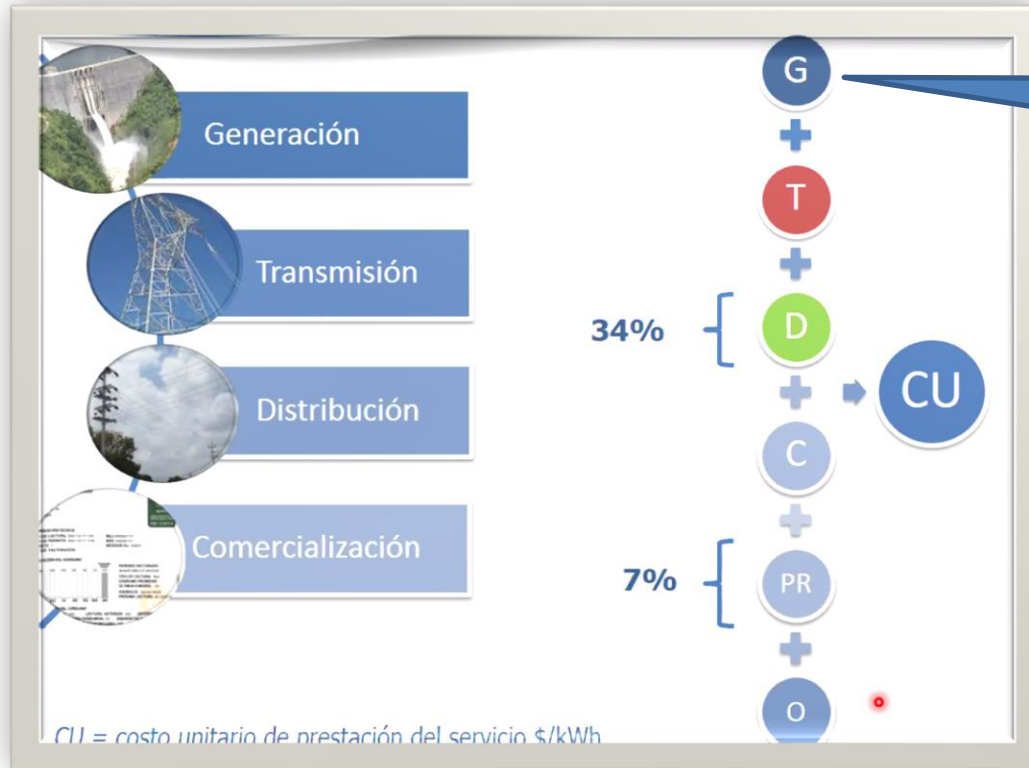 Generación
Transmisión
Distribución
Comercialización
G
+
T
+
34%
D
+
C
+
7%
PR
+
O
CU
CU = costo unitario de prestación del servicio $/kWh